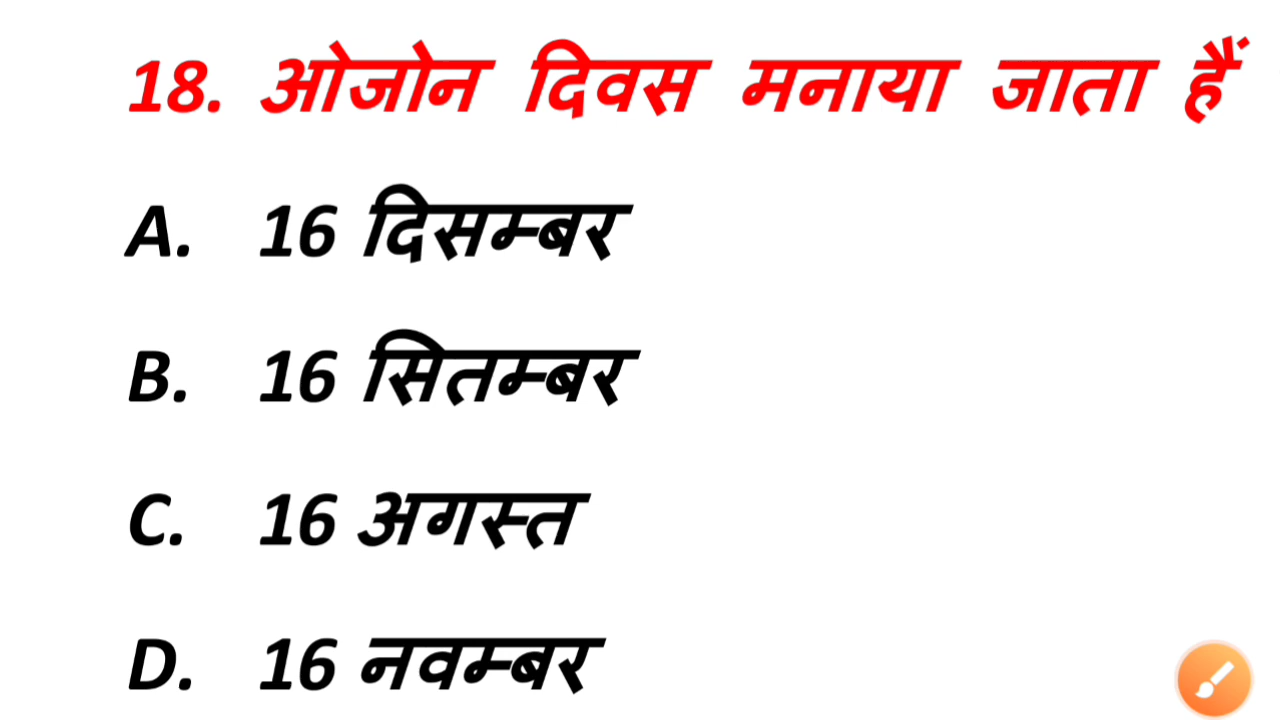 18. ओजोन दिवस मनाया जाता हैं
A. 16 दिसम्बर
B. 16 सितम्बर
C. 16 अगस्त
D. 16 नवम्बर